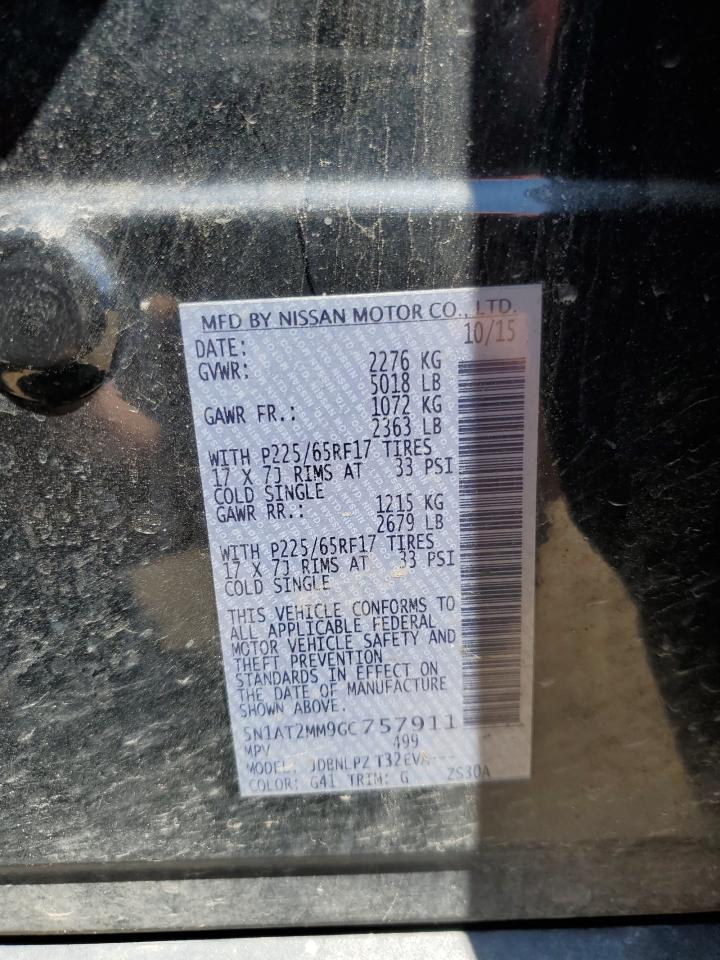 MFD BY NISSAN MOTOR CO., LTD.
DATE: 10/15
GVWR: 2276 KG
5018 LB
GAWR FR.: 1072 KG
2363 LB
WITH P225/65RF17 TIRES
17 X 7J RIMS AT 33 PSI
COLD SINGLE
GAWR RR.: 1215 KG
2679 LB
WITH P225/65RF17 TIRES
17 X 7J RIMS AT 33 PSI
COLD SINGLE
THIS VEHICLE CONFORMS TO
ALL APPLICABLE FEDERAL
MOTOR VEHICLE SAFETY AND
THEFT PREVENTION
STANDARDS IN EFFECT ON
THE DATE OF MANUFACTURE
SHOWN ABOVE.
5N1AT2MM9GC757911
MPV 499
MODEL:
COLOR: G41 TRIM: G ZS30A